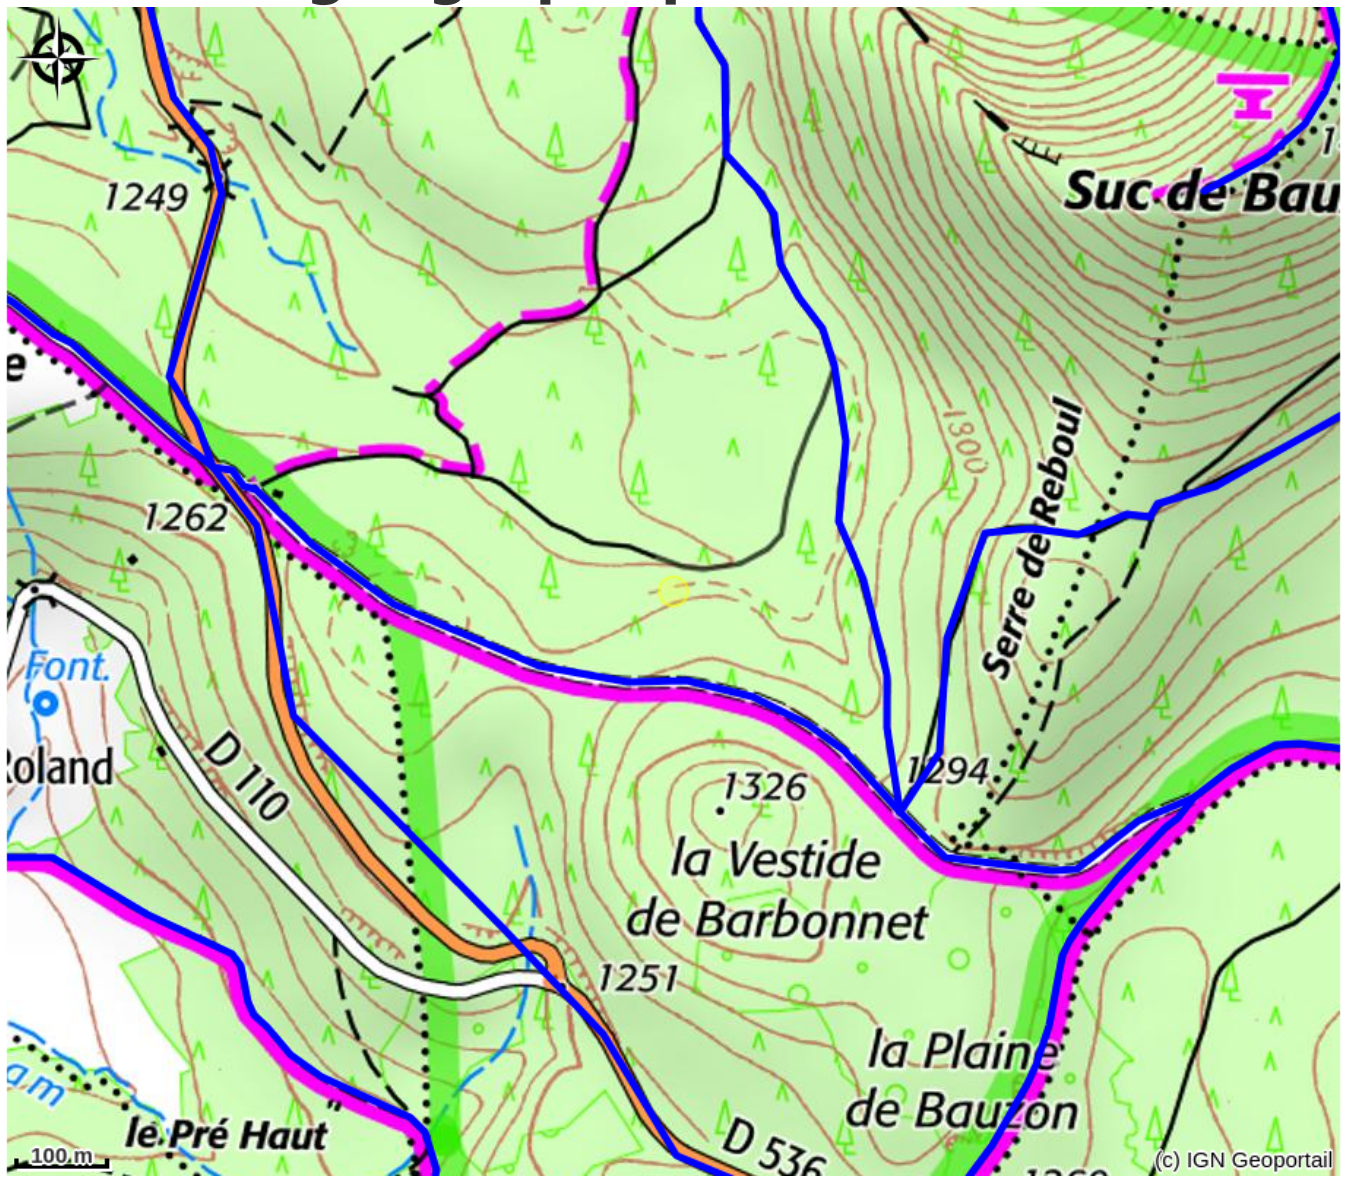 1249
Suc de Bau
1300
Serre de Reboul
1262
Font.
Roland
D 110
1294
1326
la Vestide
de Barbonnet
1251
la Plaine
de Bauzon
le Pré Haut
D 536
100 m
(c) IGN Geoportail